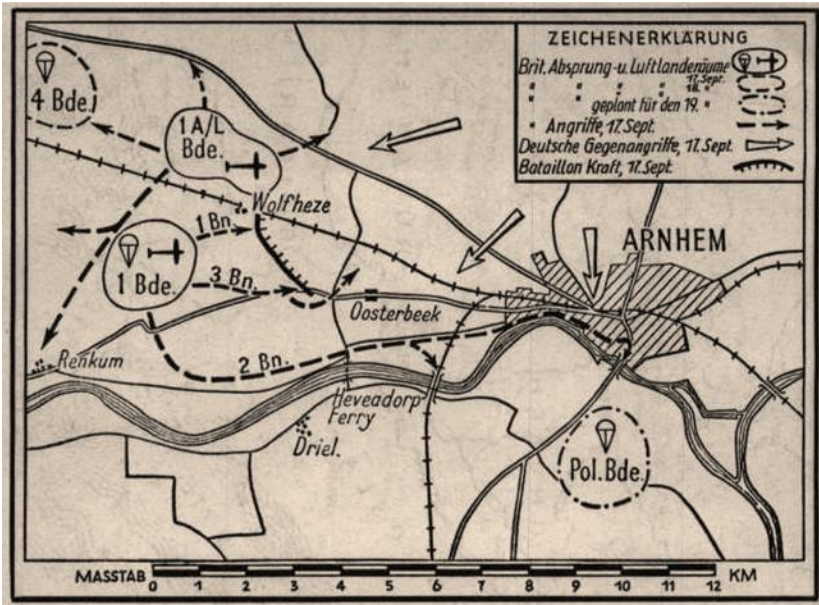 ZEICHENERKLÄRUNG
Brit. Absprung- u. Luftlanderäume
17. Sept.
" " " " 18. "
" " geplant für den 19. "
" Angriffe, 17. Sept.
Deutsche Gegenangriffe, 17. Sept.
Bataillon Kraft, 17. Sept.
4 Bde.
1 A/L
Bde.
Wolfheze
1 Bn.
ARNHEM
1 Bde.
3 Bn.
Oosterbeek
Renkum
2 Bn.
Heveadorp
Ferry
Driel.
Pol. Bde.
MASSTAB
0 1 2 3 4 5 6 7 8 9 10 11 12 KM